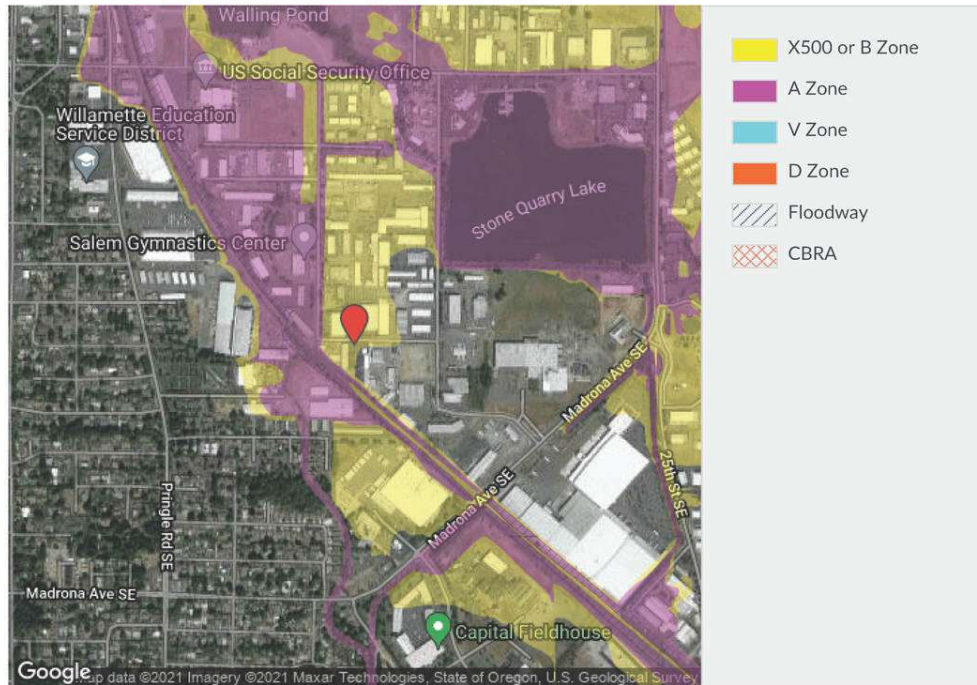 Walling Pond
US Social Security Office
Willamette Education
Service District
Stone Quarry Lake
Salem Gymnastics Center
Madrona Ave SE
25th St SE
Pringle Rd SE
Madrona Ave SE
Madrona Ave SE
Capital Fieldhouse
Google
Map data ©2021 Imagery ©2021 Maxar Technologies, State of Oregon, U.S. Geological Survey
X500 or B Zone
A Zone
V Zone
D Zone
Floodway
CBRA